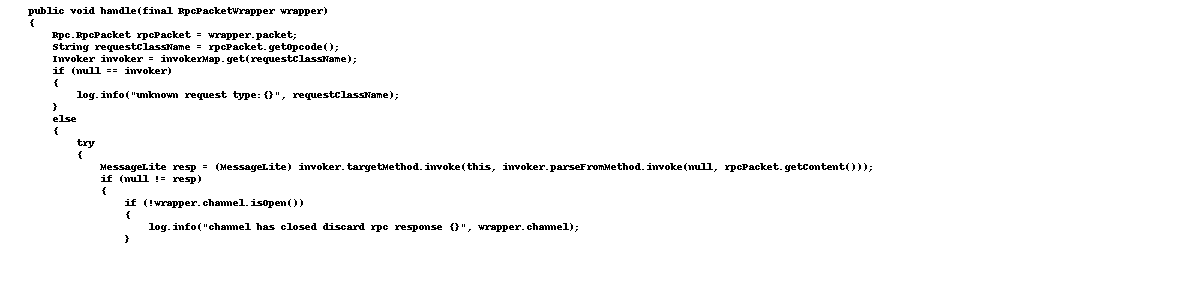 public void handle(final RpcPacketWrapper wrapper)
{
Rpc.RpcPacket rpcPacket = wrapper.packet;
String requestClassName = rpcPacket.getOpcode();
Invoker invoker = invokerMap.get(requestClassName);
if (null == invoker)
{
log.info("unknown request type:{}", requestClassName);
}
else
{
try
{
MessageLite resp = (MessageLite) invoker.targetMethod.invoke(this, invoker.parseFromMethod.invoke(null, rpcPacket.getContent()));
if (null != resp)
{
if (!wrapper.channel.isOpen())
{
log.info("channel has closed discard rpc response {}", wrapper.channel);
}